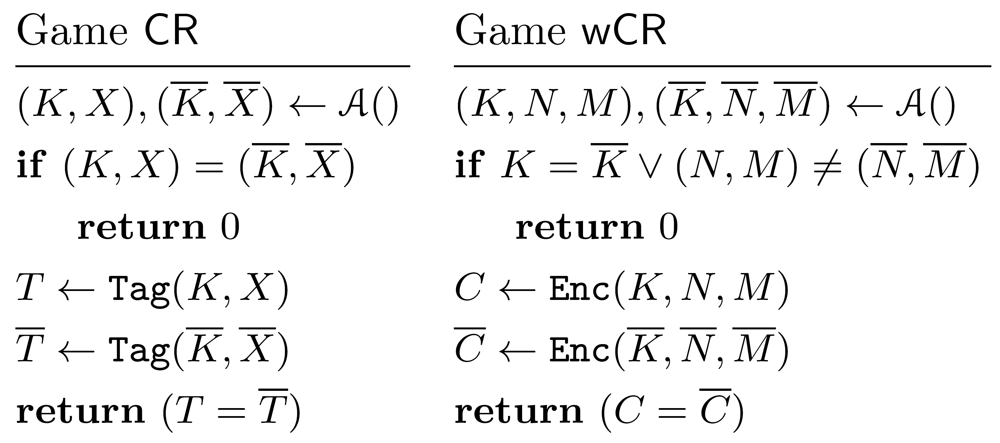 Game CR
(K, X), (K̅, X̅) ← 𝒜()
if (K, X) = (K̅, X̅)
return 0
T ← Tag(K, X)
T̅ ← Tag(K̅, X̅)
return (T = T̅)
Game wCR
(K, N, M), (K̅, N̅, M̅) ← 𝒜()
if K = K̅ ∨ (N, M) ≠ (N̅, M̅)
return 0
C ← Enc(K, N, M)
C̅ ← Enc(K̅, N̅, M̅)
return (C = C̅)